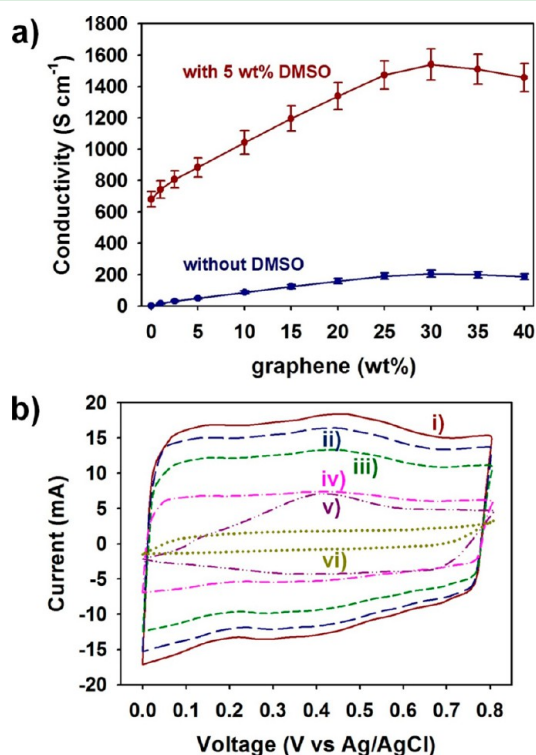 a)
1800
1600
1400
1200
1000
800
600
400
200
0
Conductivity (S cm⁻¹)
with 5 wt% DMSO
without DMSO
0 5 10 15 20 25 30 35 40
graphene (wt%)
b)
20
15
10
5
0
-5
-10
-15
-20
Current (mA)
i)
ii)
iii)
iv)
v)
vi)
0.0 0.1 0.2 0.3 0.4 0.5 0.6 0.7 0.8
Voltage (V vs Ag/AgCl)